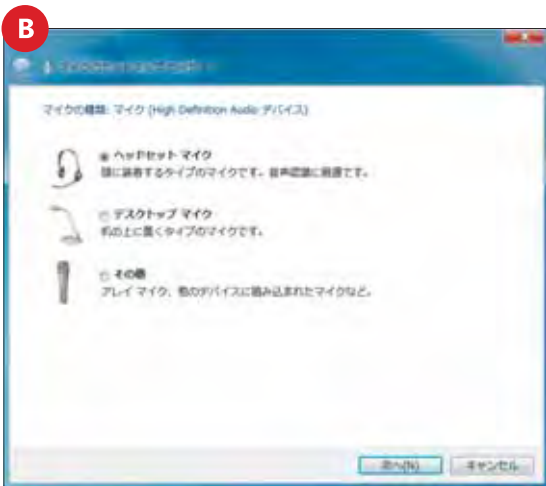 B
マイクの種類: マイク (High Definition Audio デバイス)
ヘッドセット マイク
頭に装着するタイプのマイクです。音声認識に最適です。
デスクトップ マイク
机の上に置くタイプのマイクです。
その他
アレイ マイク、他のデバイスに組み込まれたマイクなど。
次へ(N)
キャンセル